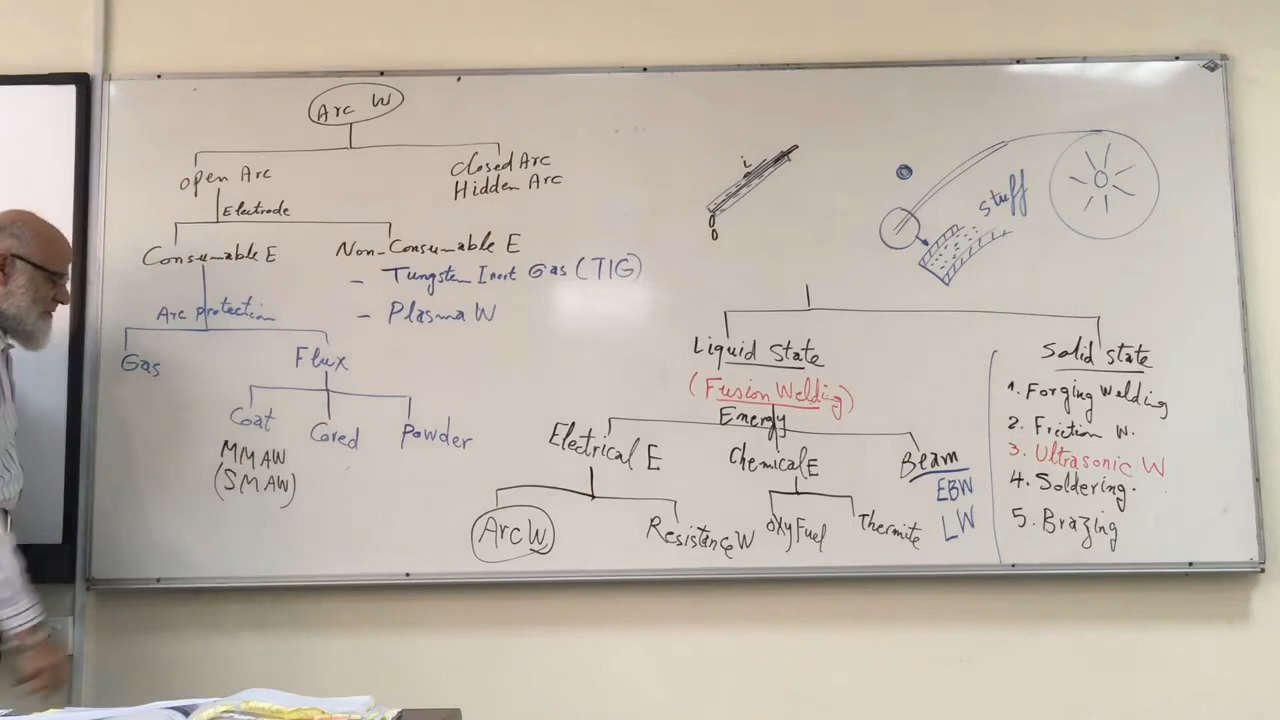 Arc W
open Arc
closed Arc
Hidden Arc
Electrode
Consumable E
Non-Consumable E
- Tungsten Inert Gas (TIG)
- Plasma W
Arc Protection
Gas
Flux
Coat
Cored
Powder
MMAW
(SMAW)
stuff
Liquid State
(Fusion Welding)
Energy
Electrical E
Chemical E
Beam
EBW
LW
Arc W
Resistance W
oxyFuel
Thermite
Solid state
1. Forging Welding
2. Friction W.
3. Ultrasonic W
4. Soldering.
5. Brazing